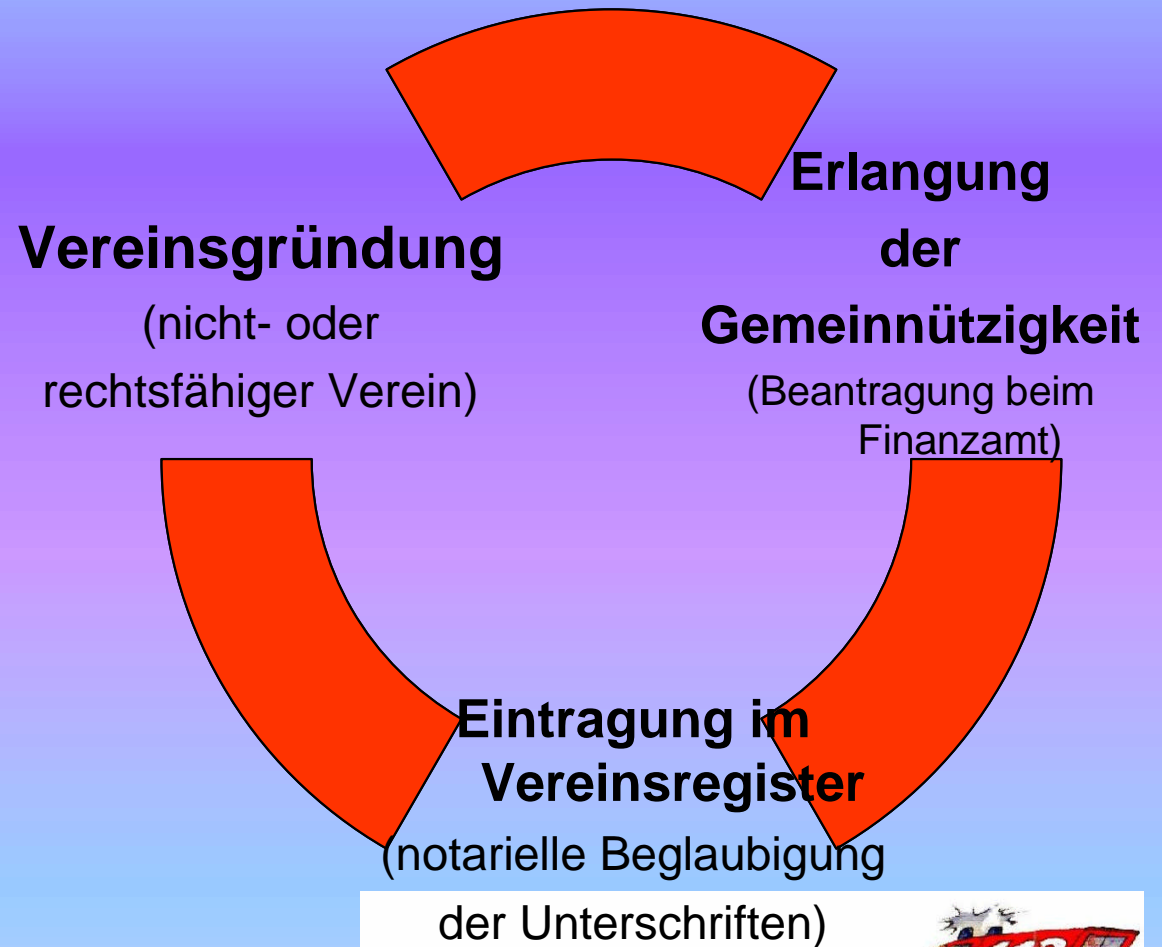 Vereinsgründung
(nicht- oder
rechtsfähiger Verein)
Erlangung
der
Gemeinnützigkeit
(Beantragung beim
Finanzamt)
Eintragung im
Vereinsregister
(notarielle Beglaubigung
der Unterschriften)